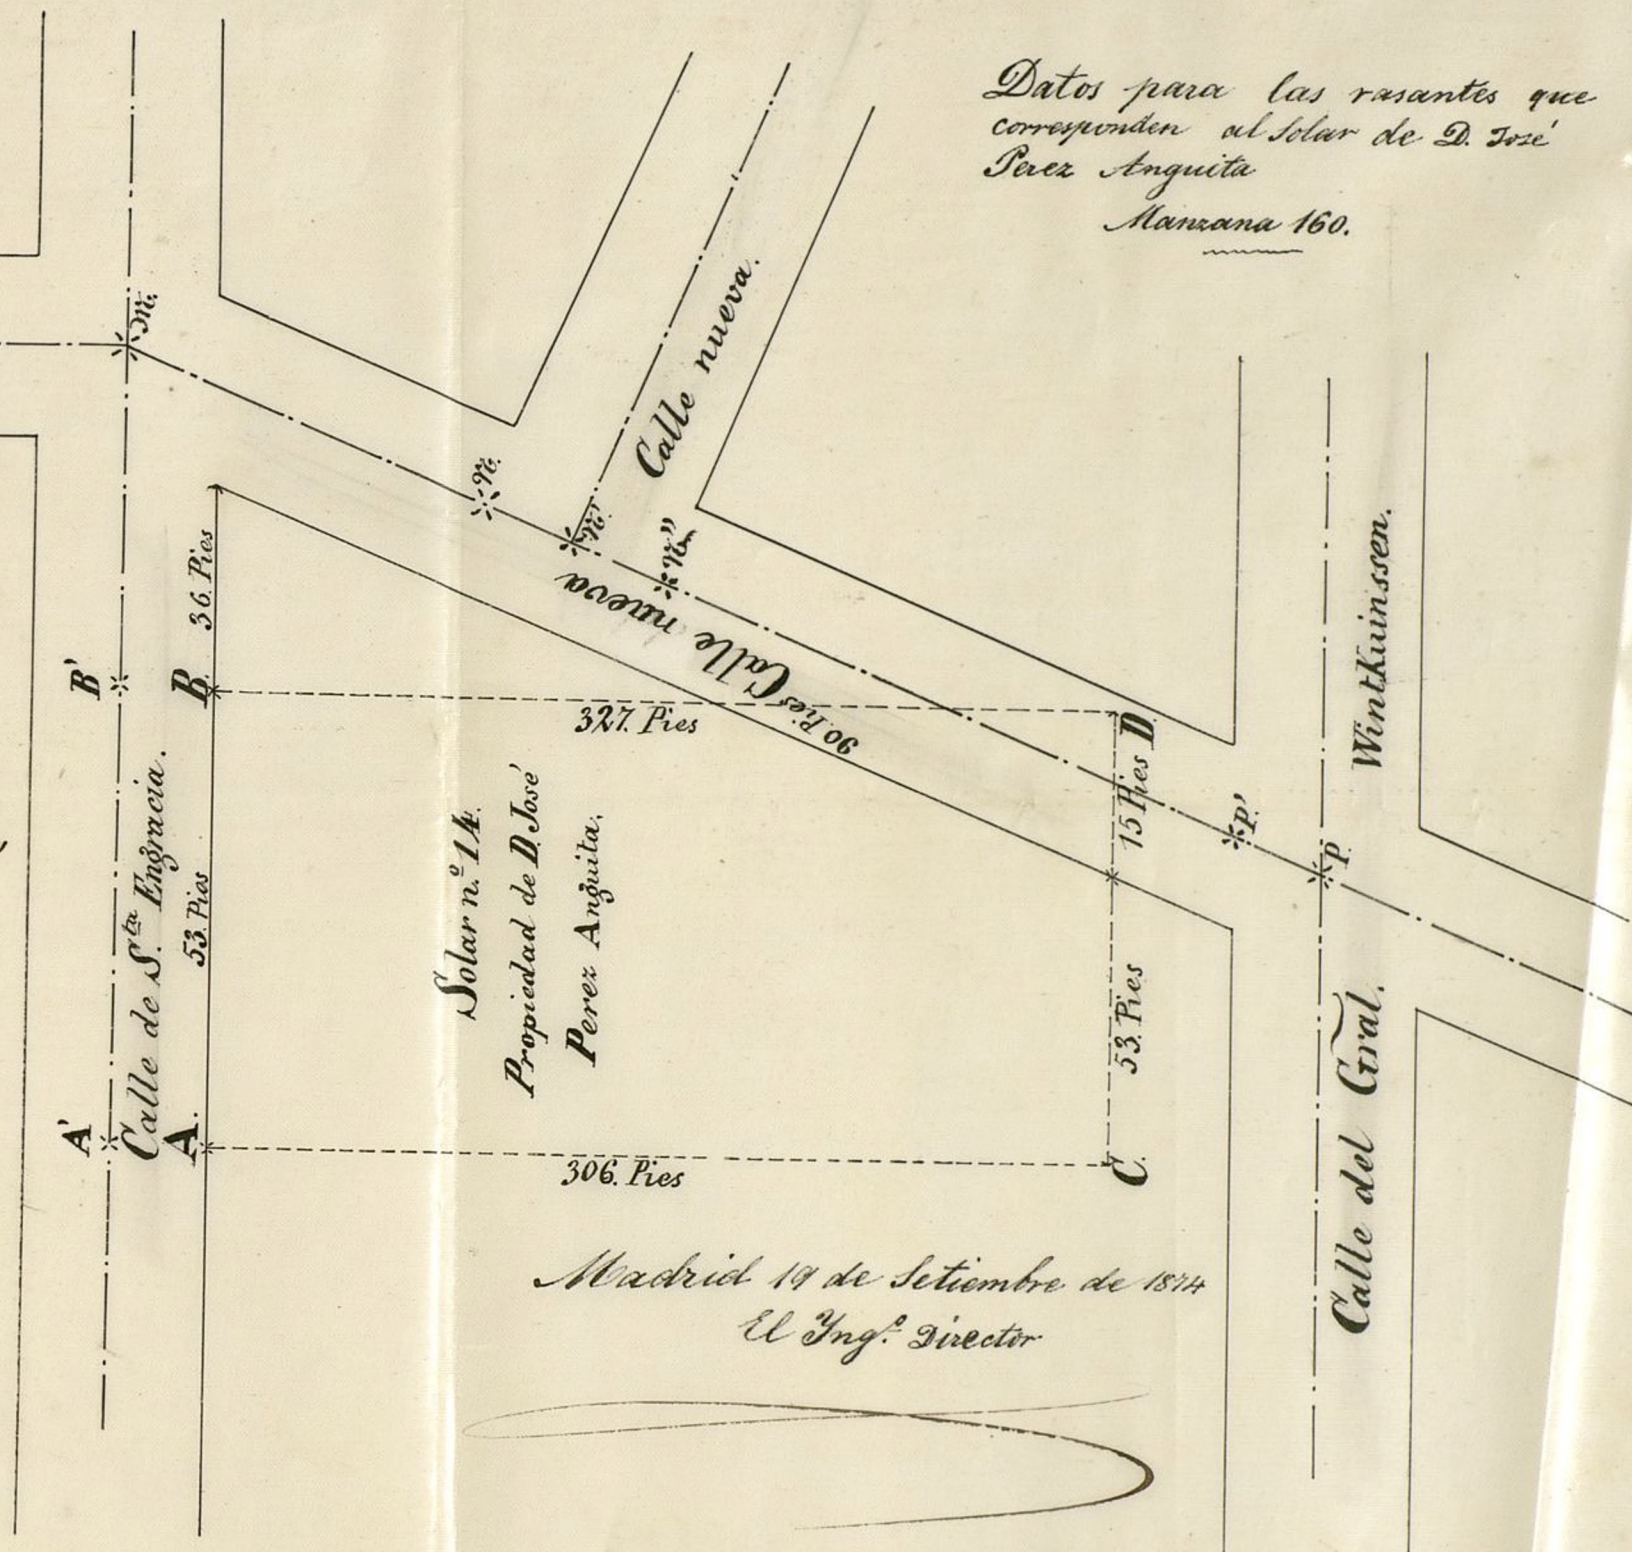 Datos para las rasantes que
corresponden al Solar de D. José
Perez Anguita
Manzana 160.
M.
N.
N'.
N"
Calle nueva.
Calle nueva
90 Pies
36. Pies
B'
B
327. Pies
D
15 Pies
P'.
P
Calle de S.ta Engracia.
53. Pies
Solar n.º 14.
Propiedad de D. José
Perez Anguita.
53. Pies
A'
A.
306. Pies
C.
Calle del Gral. Wintkuinssen.
Madrid 19 de Setiembre de 1874
El Yng.º Director